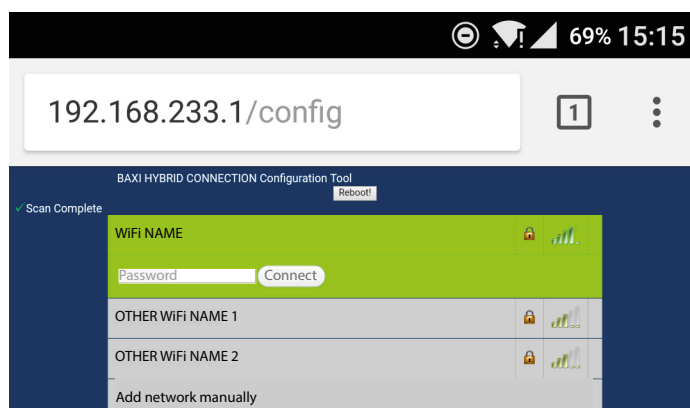 69% 15:15
192.168.233.1/config
1
BAXI HYBRID CONNECTION Configuration Tool
Reboot!
✓Scan Complete
WiFi NAME
Password Connect
OTHER WiFi NAME 1
OTHER WiFi NAME 2
Add network manually